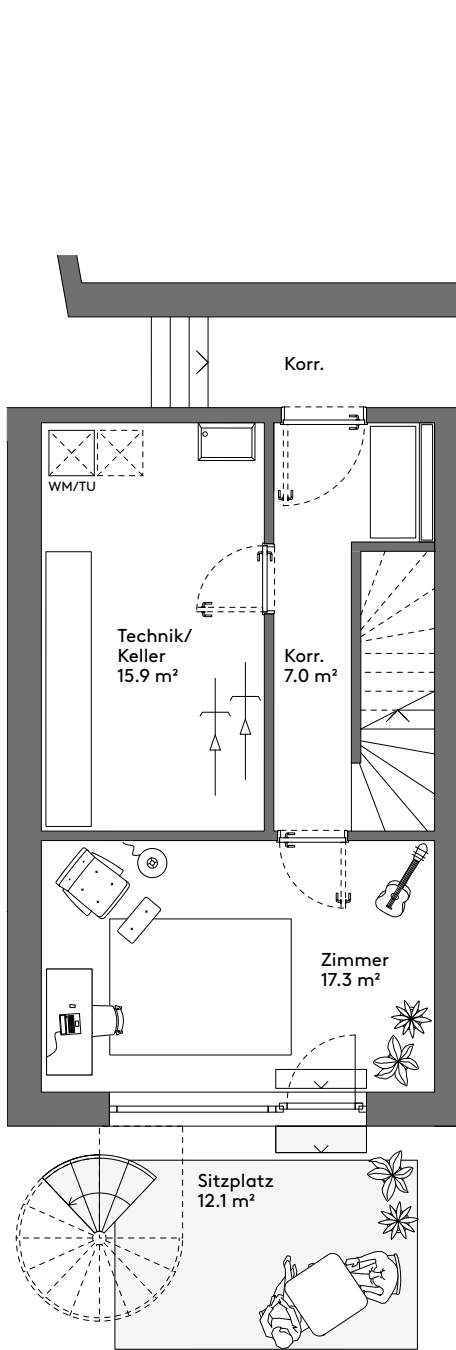 Korr.
WM/TU
Technik/
Keller
15.9 m²
Korr.
7.0 m²
Zimmer
17.3 m²
Sitzplatz
12.1 m²